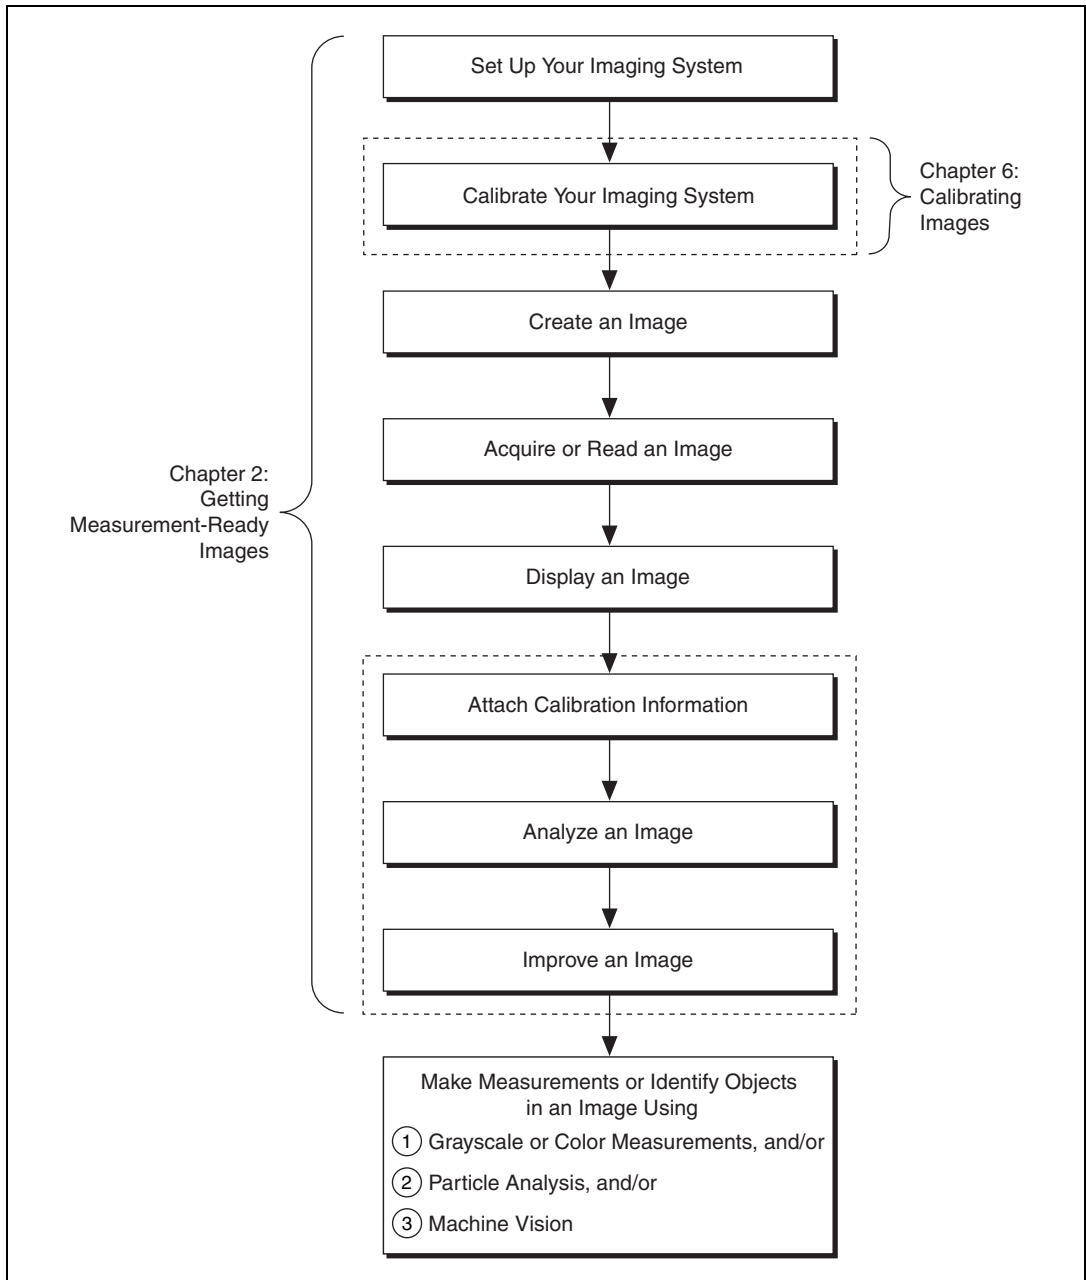 Set Up Your Imaging System
Calibrate Your Imaging System
Chapter 6:
Calibrating
Images
Create an Image
Acquire or Read an Image
Chapter 2:
Getting
Measurement-Ready
Images
Display an Image
Attach Calibration Information
Analyze an Image
Improve an Image
Make Measurements or Identify Objects
in an Image Using
1 Grayscale or Color Measurements, and/or
2 Particle Analysis, and/or
3 Machine Vision